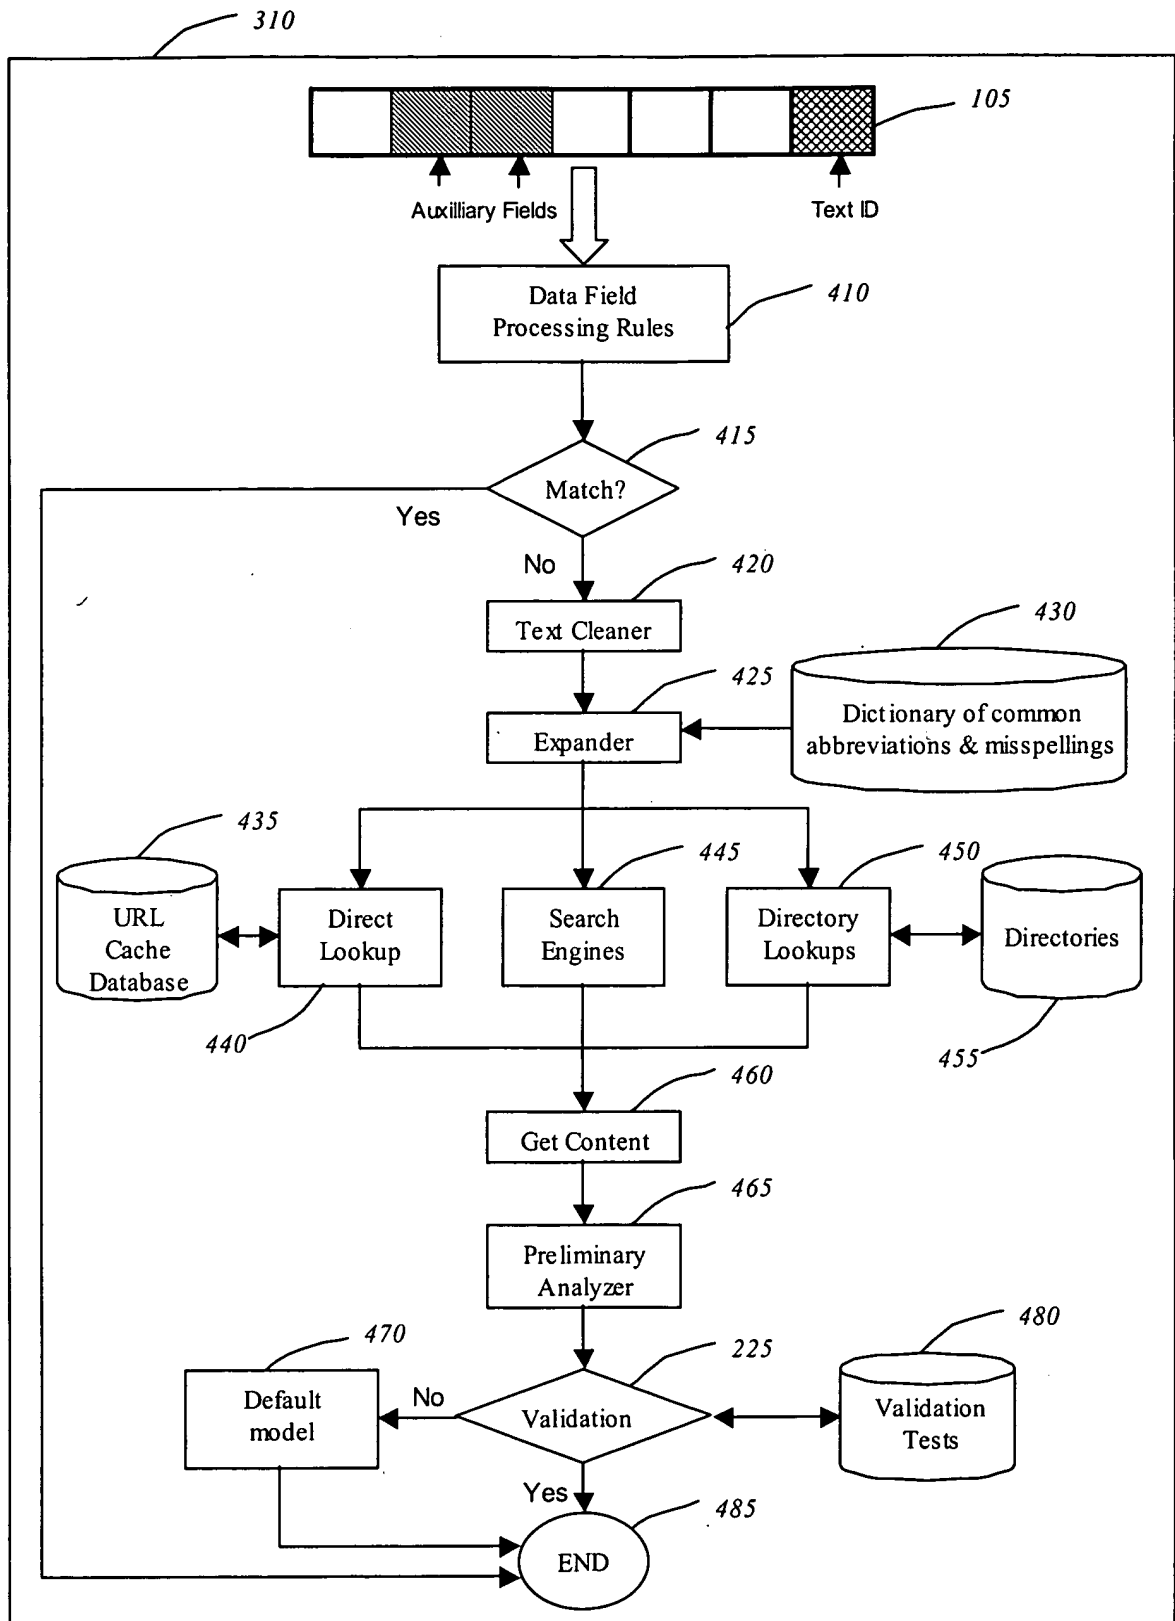 310
105
Auxilliary Fields
Text ID
Data Field
Processing Rules
410
415
Match?
Yes
No
420
Text Cleaner
430
425
Expander
Dictionary of common
abbreviations & misspellings
435
445
450
URL
Cache
Database
Direct
Lookup
Search
Engines
Directory
Lookups
Directories
440
455
460
Get Content
465
Preliminary
Analyzer
470
225
480
Default
model
No
Validation
Validation
Tests
Yes
485
END